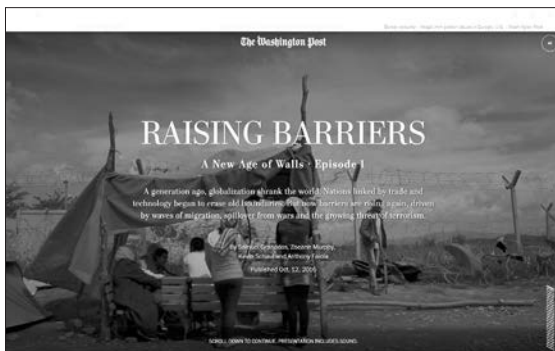 The Washington Post
RAISING BARRIERS
A New Age of Walls · Episode 1
A generation ago, globalization shrank the world. Nations linked by trade and
technology began to erase old boundaries. But now barriers are rising again, driven
by waves of migration, spillover from wars and the growing threat of terrorism.
By Samuel Granados, Zoeann Murphy,
Kevin Schaul and Anthony Faiola
Published Oct. 12, 2016
SCROLL DOWN TO CONTINUE. PRESENTATION INCLUDES SOUND.